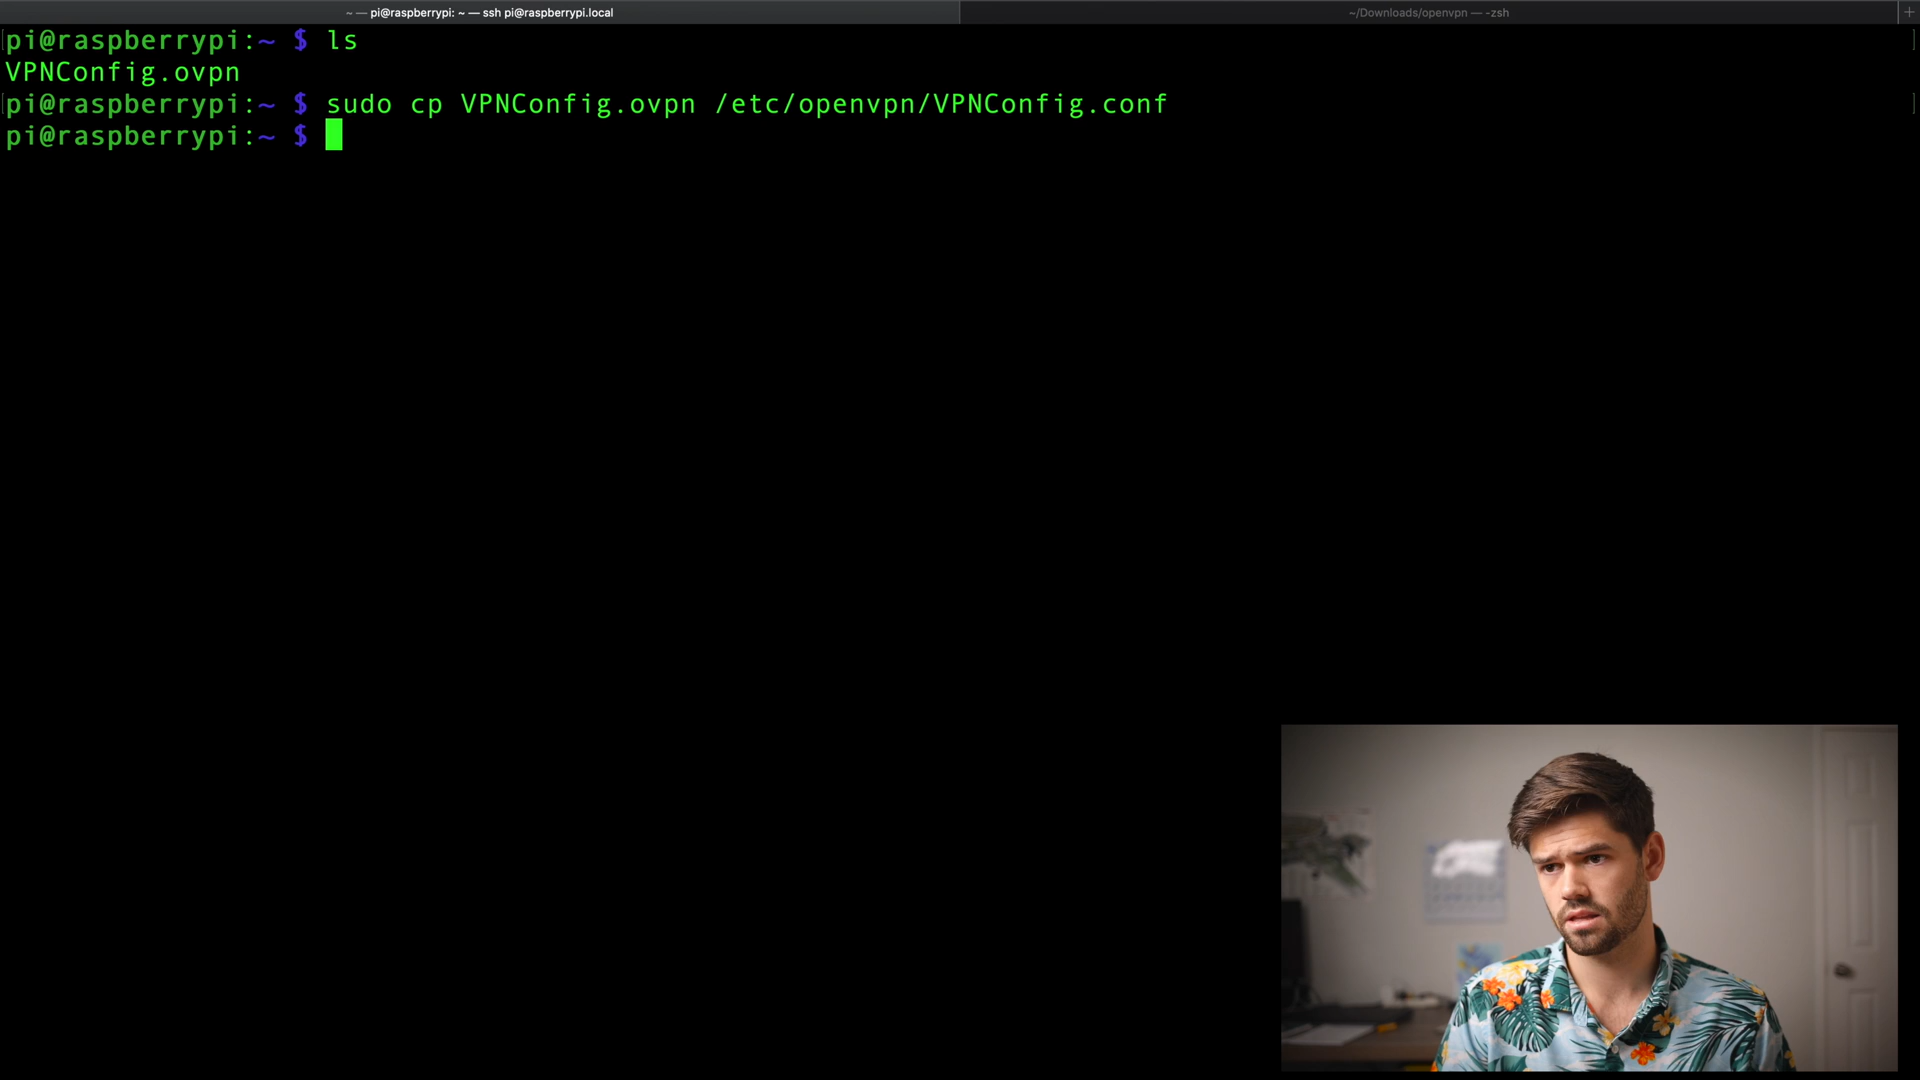 ~ — pi@raspberrypi: ~ — ssh pi@raspberrypi.local
~/Downloads/openvpn — -zsh
+
pi@raspberrypi:~ $ ls
VPNConfig.ovpn
pi@raspberrypi:~ $ sudo cp VPNConfig.ovpn /etc/openvpn/VPNConfig.conf
pi@raspberrypi:~ $